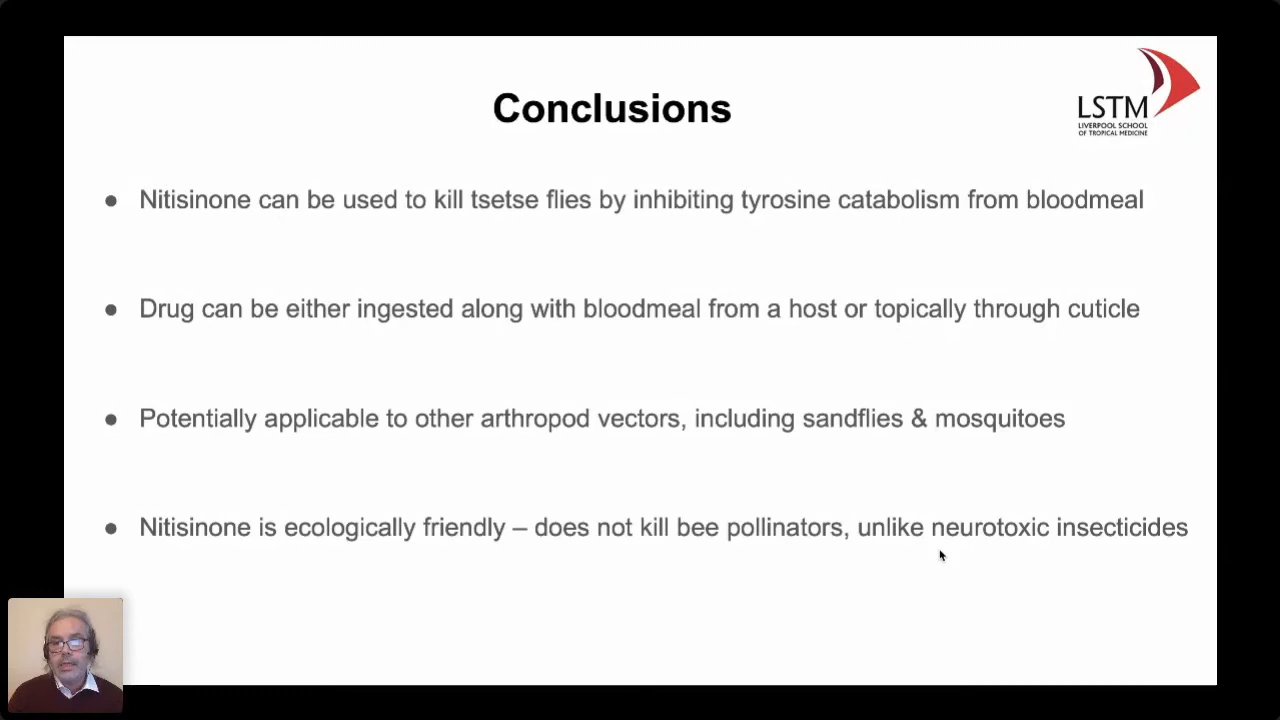 Conclusions
LSTM
LIVERPOOL SCHOOL
OF TROPICAL MEDICINE
● Nitisinone can be used to kill tsetse flies by inhibiting tyrosine catabolism from bloodmeal
● Drug can be either ingested along with bloodmeal from a host or topically through cuticle
● Potentially applicable to other arthropod vectors, including sandflies & mosquitoes
● Nitisinone is ecologically friendly – does not kill bee pollinators, unlike neurotoxic insecticides